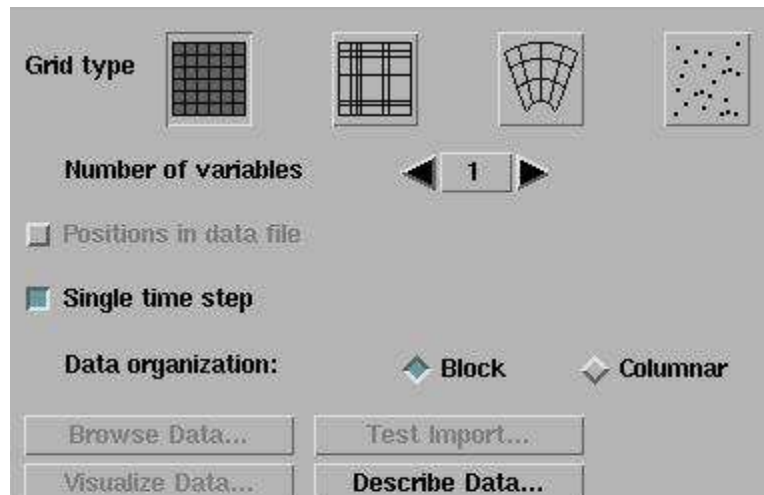 Grid type
Number of variables 1
Positions in data file
Single time step
Data organization: Block Columnar
Browse Data... Test Import...
Visualize Data... Describe Data...